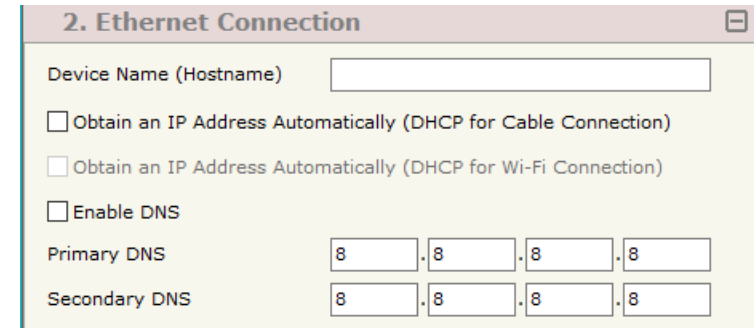 2. Ethernet Connection
Device Name (Hostname)
Obtain an IP Address Automatically (DHCP for Cable Connection)
Obtain an IP Address Automatically (DHCP for Wi-Fi Connection)
Enable DNS
Primary DNS 8 . 8 . 8 . 8
Secondary DNS 8 . 8 . 8 . 8